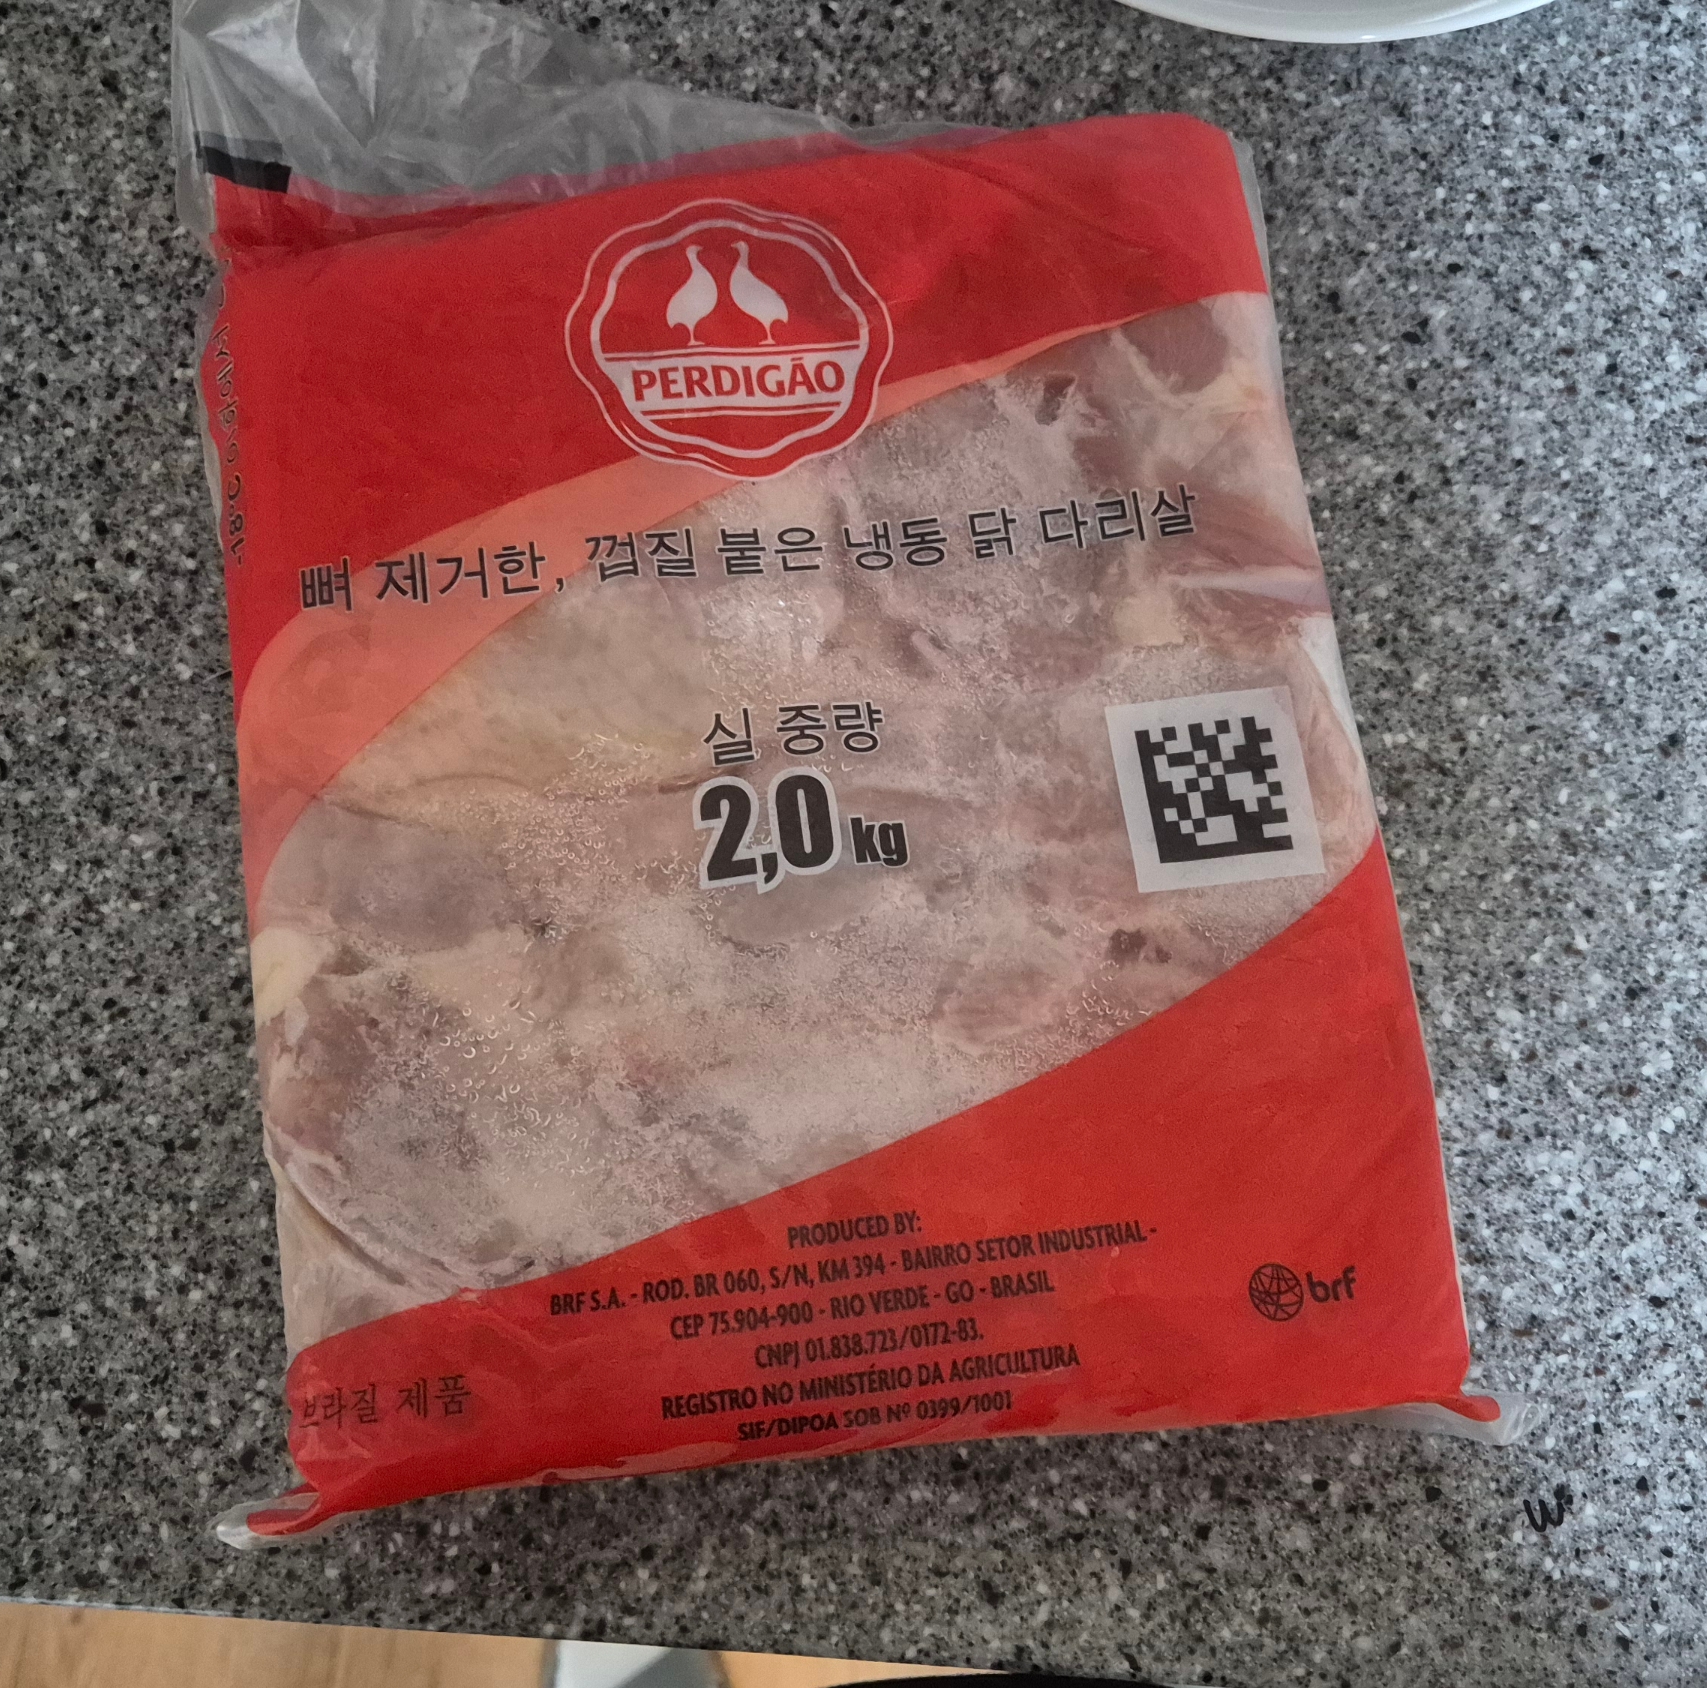 PERDIGÃO
뼈 제거한, 껍질 붙은 냉동 닭 다리살
실 중량
2,0 kg
PRODUCED BY:
BRF S.A. - ROD. BR 060, S/N, KM 394 - BAIRRO SETOR INDUSTRIAL -
CEP 75.904-900 - RIO VERDE - GO - BRASIL
CNPJ 01.838.723/0172-83.
REGISTRO NO MINISTÉRIO DA AGRICULTURA
SIF/DIPOA SOB Nº 0399/1001
brf
브라질 제품